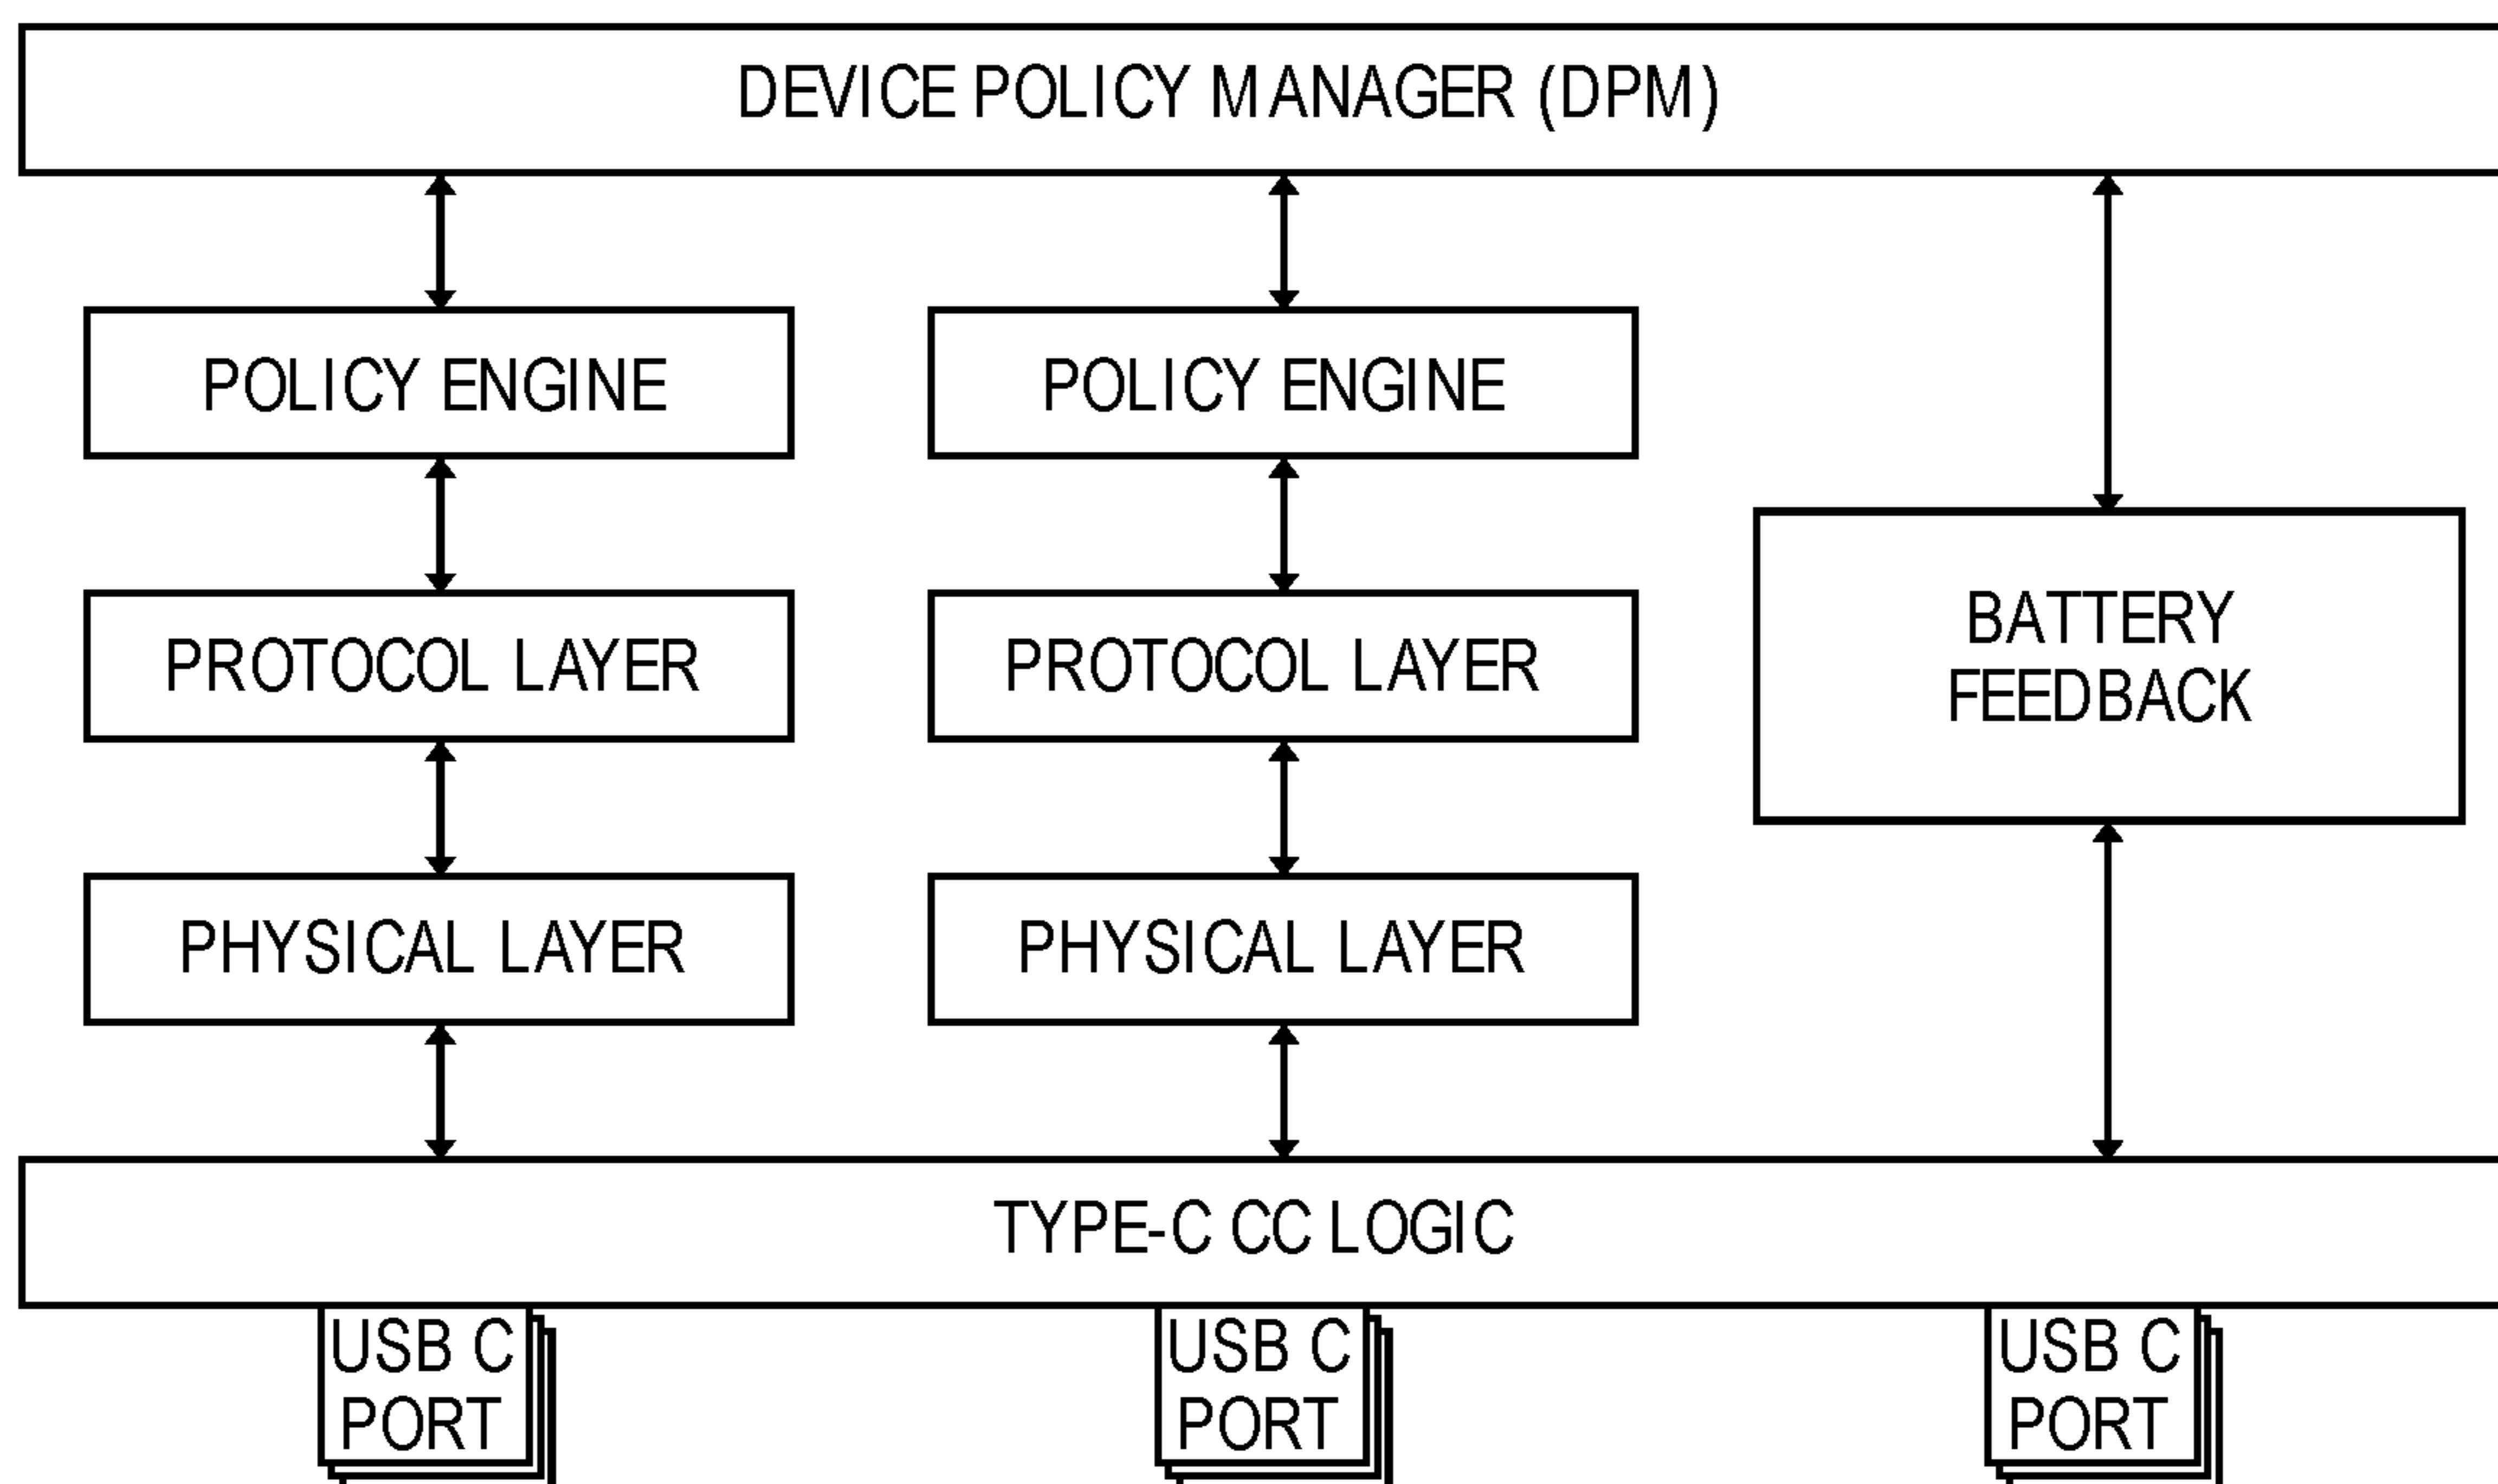 DEVICE POLICY MANAGER (DPM)
POLICY ENGINE
POLICY ENGINE
PROTOCOL LAYER
PROTOCOL LAYER
BATTERY
FEEDBACK
PHYSICAL LAYER
PHYSICAL LAYER
TYPE-C CC LOGIC
USB C
PORT
USB C
PORT
USB C
PORT